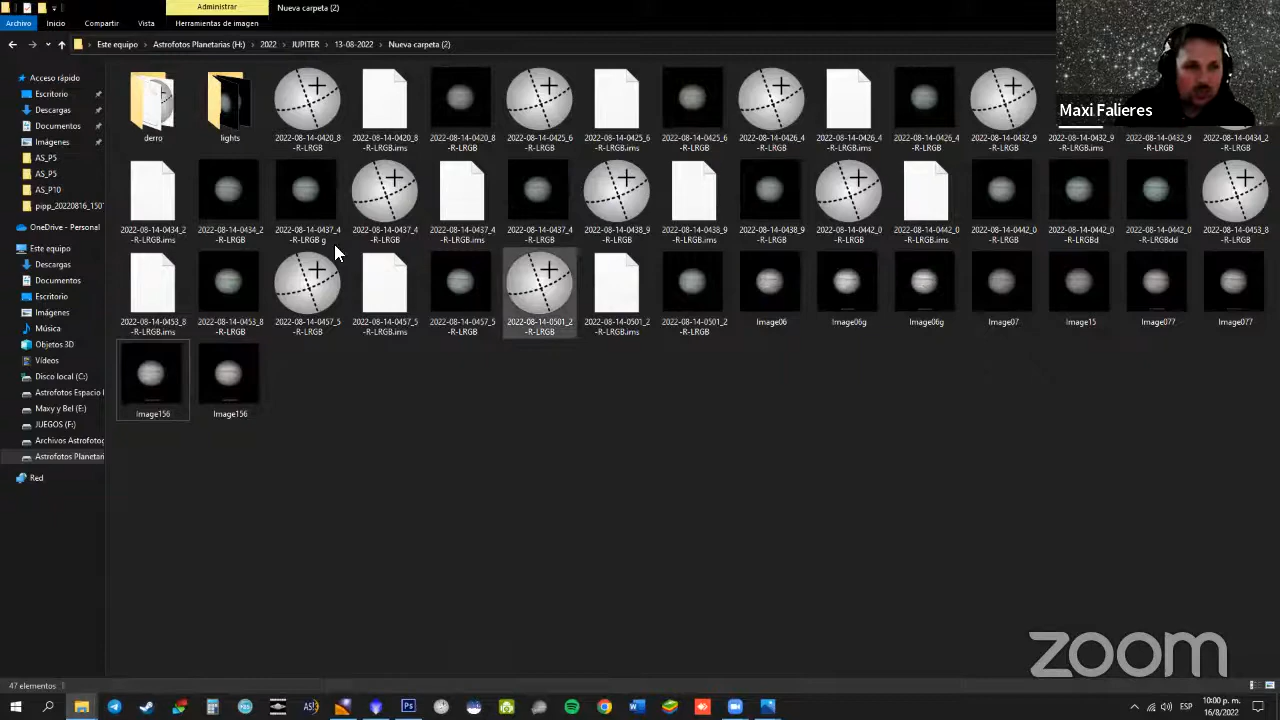 Administrar
Nueva carpeta (2)
Archivo Inicio Compartir Vista Herramientas de imagen
Este equipo Astrofotos Planetarias (H:) 2022 JUPITER 13-08-2022 Nueva carpeta (2)
Maxi Falieres
Acceso rápido
Escritorio
Descargas
Documentos
Imágenes
AS_P5
AS_P5
AS_P10
pipp_20220816_150
OneDrive - Personal
Este equipo
Descargas
Documentos
Escritorio
Imágenes
Música
Objetos 3D
Vídeos
Disco local (C:)
Astrofotos Espacio
Maxy y Bel (E:)
JUEGOS (F:)
Archivos Astrofotog
Astrofotos Planetari
Red
derro
lights
2022-08-14-0420_8
-R-LRGB
2022-08-14-0420_8
-R-LRGB.ims
2022-08-14-0420_8
-R-LRGB
2022-08-14-0425_6
-R-LRGB
2022-08-14-0425_6
-R-LRGB.ims
2022-08-14-0425_6
-R-LRGB
2022-08-14-0426_4
-R-LRGB
2022-08-14-0426_4
-R-LRGB.ims
2022-08-14-0426_4
-R-LRGB
2022-08-14-0432_9
-R-LRGB
2022-08-14-0432_9
-R-LRGB.ims
2022-08-14-0432_9
-R-LRGB
2022-08-14-0434_2
-R-LRGB
2022-08-14-0434_2
-R-LRGB.ims
2022-08-14-0434_2
-R-LRGB
2022-08-14-0437_4
-R-LRGB g
2022-08-14-0437_4
-R-LRGB
2022-08-14-0437_4
-R-LRGB.ims
2022-08-14-0437_4
-R-LRGB
2022-08-14-0438_9
-R-LRGB
2022-08-14-0438_9
-R-LRGB.ims
2022-08-14-0438_9
-R-LRGB
2022-08-14-0442_0
-R-LRGB
2022-08-14-0442_0
-R-LRGB.ims
2022-08-14-0442_0
-R-LRGB
2022-08-14-0442_0
-R-LRGBd
2022-08-14-0442_0
-R-LRGBdd
2022-08-14-0453_8
-R-LRGB
2022-08-14-0453_8
-R-LRGB.ims
2022-08-14-0453_8
-R-LRGB
2022-08-14-0457_5
-R-LRGB
2022-08-14-0457_5
-R-LRGB.ims
2022-08-14-0457_5
-R-LRGB
2022-08-14-0501_2
-R-LRGB
2022-08-14-0501_2
-R-LRGB.ims
2022-08-14-0501_2
-R-LRGB
Image06
Image06g
Image06g
Image07
Image15
Image077
Image077
Image156
Image156
zoom
47 elementos 1
ESP
10:00 p. m.
16/8/2022